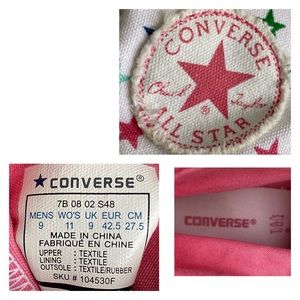 CONVERSE
Chuck Taylor
ALL STAR
CONVERSE®
7B 08 02 S48
MENS WO'S UK EUR CM
9 11 9 42.5 27.5
MADE IN CHINA
FABRIQUÉ EN CHINE
UPPER : TEXTILE
LINING : TEXTILE
OUTSOLE : TEXTILE/RUBBER
SKU # 104530F
CONVERSE®